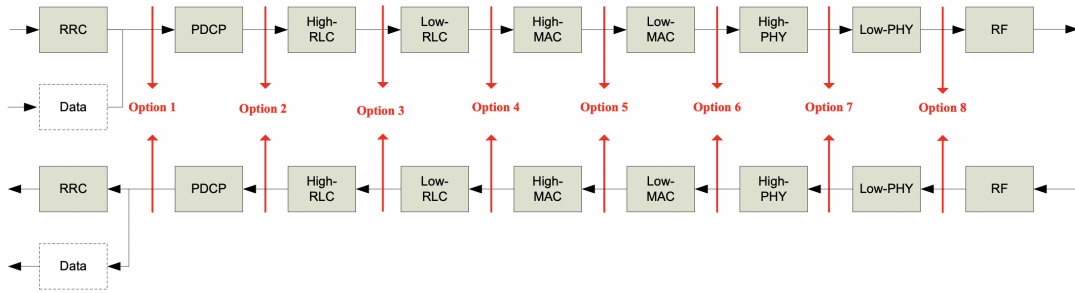 RRC
PDCP
High-
RLC
Low-
RLC
High-
MAC
Low-
MAC
High-
PHY
Low-PHY
RF
Data
Option 1
Option 2
Option 3
Option 4
Option 5
Option 6
Option 7
Option 8
RRC
PDCP
High-
RLC
Low-
RLC
High-
MAC
Low-
MAC
High-
PHY
Low-PHY
RF
Data